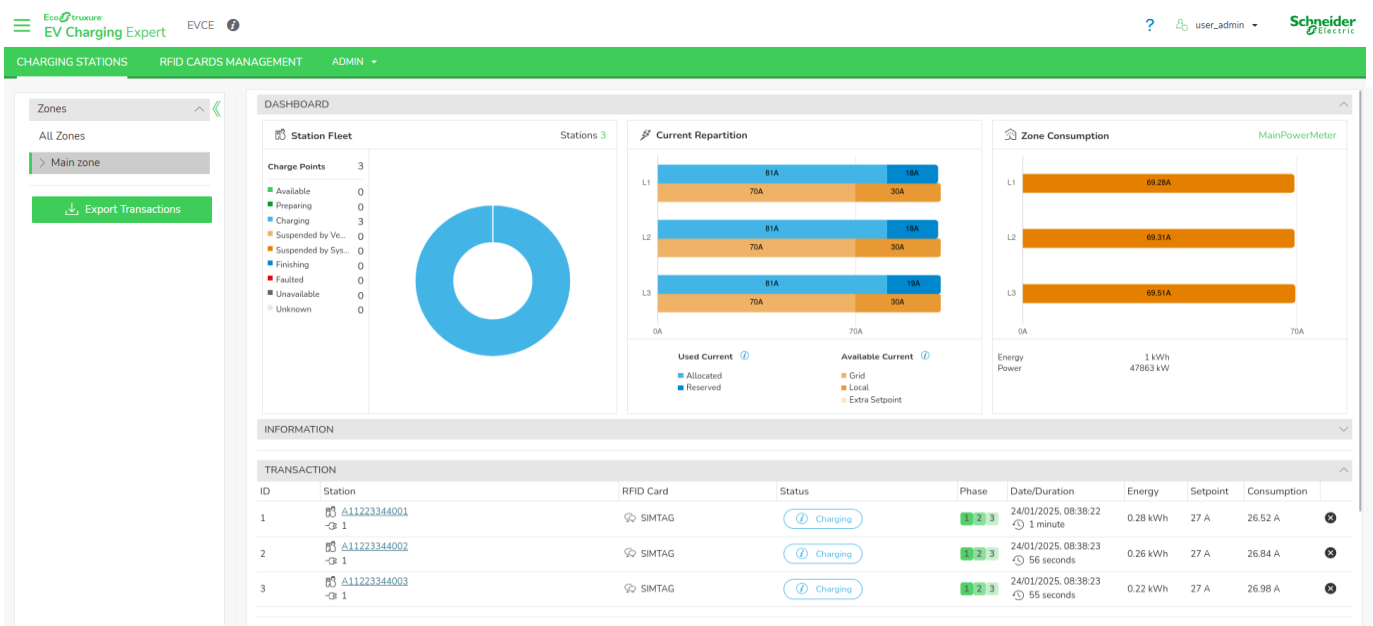 EcoStruxure
EV Charging Expert
EVCE
?
user_admin
Schneider
Electric
CHARGING STATIONS
RFID CARDS MANAGEMENT
ADMIN
Zones
All Zones
Main zone
Export Transactions
DASHBOARD
Station Fleet
Stations 3
Charge Points 3
Available 0
Preparing 0
Charging 3
Suspended by Ve... 0
Suspended by Sys... 0
Finishing 0
Faulted 0
Unavailable 0
Unknown 0
Current Repartition
L1
81A 18A
70A 30A
L2
81A 18A
70A 30A
L3
81A 19A
70A 30A
0A 70A
Used Current
Allocated
Reserved
Available Current
Grid
Local
Extra Setpoint
Zone Consumption
MainPowerMeter
L1 69.28A
L2 69.31A
L3 69.51A
0A 70A
Energy 1 kWh
Power 47863 kW
INFORMATION
TRANSACTION
ID Station RFID Card Status Phase Date/Duration Energy Setpoint Consumption
1 A11223344001 1 SIMTAG Charging 1 2 3 24/01/2025, 08:38:22 1 minute 0.28 kWh 27 A 26.52 A
2 A11223344002 1 SIMTAG Charging 1 2 3 24/01/2025, 08:38:23 56 seconds 0.26 kWh 27 A 26.84 A
3 A11223344003 1 SIMTAG Charging 1 2 3 24/01/2025, 08:38:23 55 seconds 0.22 kWh 27 A 26.98 A